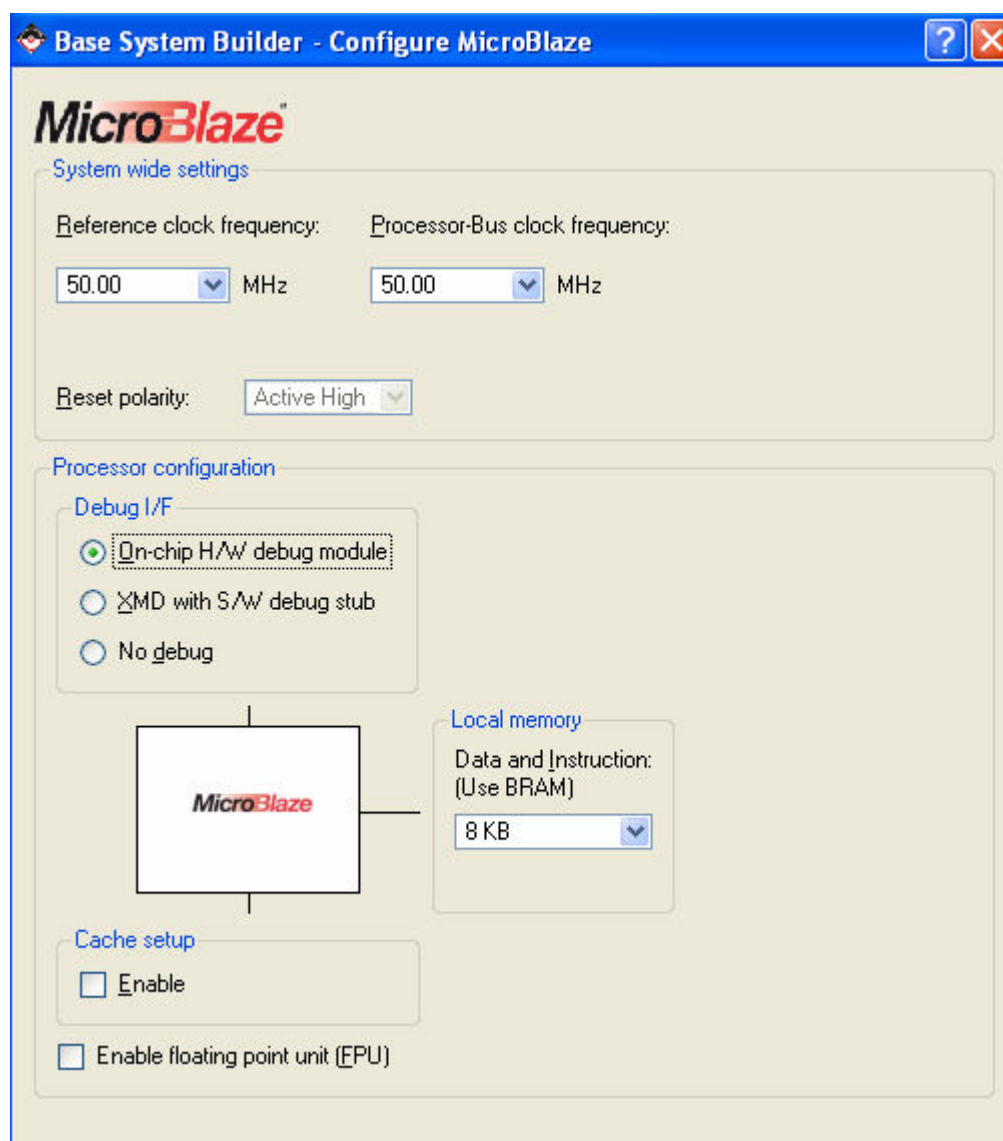 Base System Builder - Configure MicroBlaze
MicroBlaze
System wide settings
Reference clock frequency: Processor-Bus clock frequency:
50.00 MHz 50.00 MHz
Reset polarity: Active High
Processor configuration
Debug I/F
On-chip H/W debug module
XMD with S/W debug stub
No debug
MicroBlaze
Local memory
Data and Instruction:
(Use BRAM)
8 KB
Cache setup
Enable
Enable floating point unit (FPU)